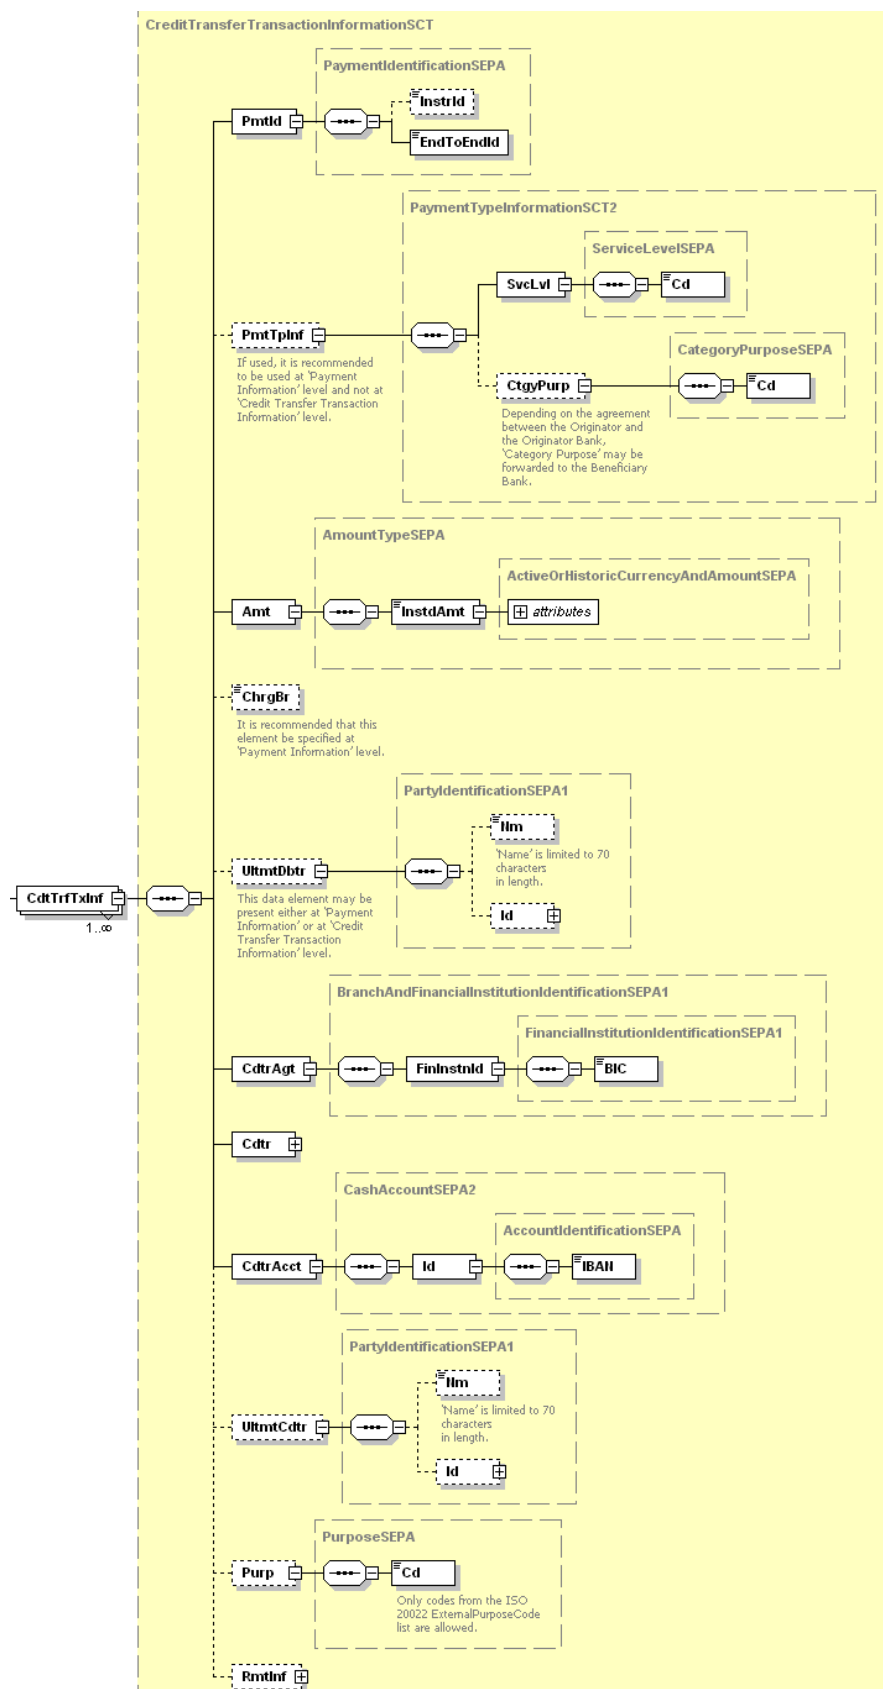 CreditTransferTransactionInformationSCT
PaymentIdentificationSEPA
InstrId
PmtId
EndToEndId
PaymentTypeInformationSCT2
ServiceLevelSEPA
SvcLvl
Cd
PmtTpInf
CategoryPurposeSEPA
If used, it is recommended
to be used at 'Payment
Information' level and not at
'Credit Transfer Transaction
Information' level.
CtgyPurp
Cd
Depending on the agreement
between the Originator and
the Originator Bank,
'Category Purpose' may be
forwarded to the Beneficiary
Bank.
AmountTypeSEPA
ActiveOrHistoricCurrencyAndAmountSEPA
Amt
InstdAmt
attributes
ChrgBr
It is recommended that this
element be specified at
'Payment Information' level.
PartyIdentificationSEPA1
Nm
'Name' is limited to 70
characters
in length.
UltmtDbtr
This data element may be
present either at 'Payment
Information' or at 'Credit
Transfer Transaction
Information' level.
Id
CdtTrfTxInf
1..∞
BranchAndFinancialInstitutionIdentificationSEPA1
FinancialInstitutionIdentificationSEPA1
CdtrAgt
FinInstnId
BIC
Cdtr
CashAccountSEPA2
AccountIdentificationSEPA
CdtrAcct
Id
IBAN
PartyIdentificationSEPA1
Nm
'Name' is limited to 70
characters
in length.
UltmtCdtr
Id
PurposeSEPA
Purp
Cd
Only codes from the ISO
20022 ExternalPurposeCode
list are allowed.
RmtInf